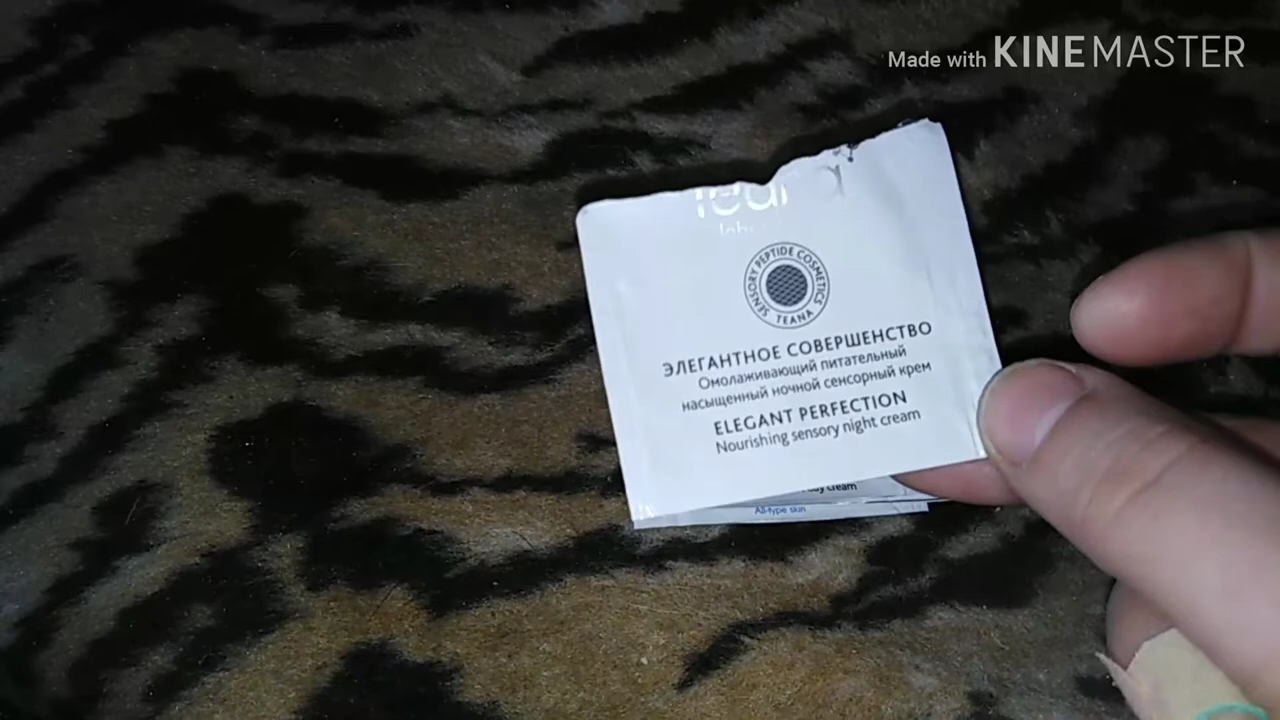 Made with KINEMASTER
SENSORY PEPTIDE COSMETICS
TEANA
ЭЛЕГАНТНОЕ СОВЕРШЕНСТВО
Омолаживающий питательный
насыщенный ночной сенсорный крем
ELEGANT PERFECTION
Nourishing sensory night cream
cream
All-type skin